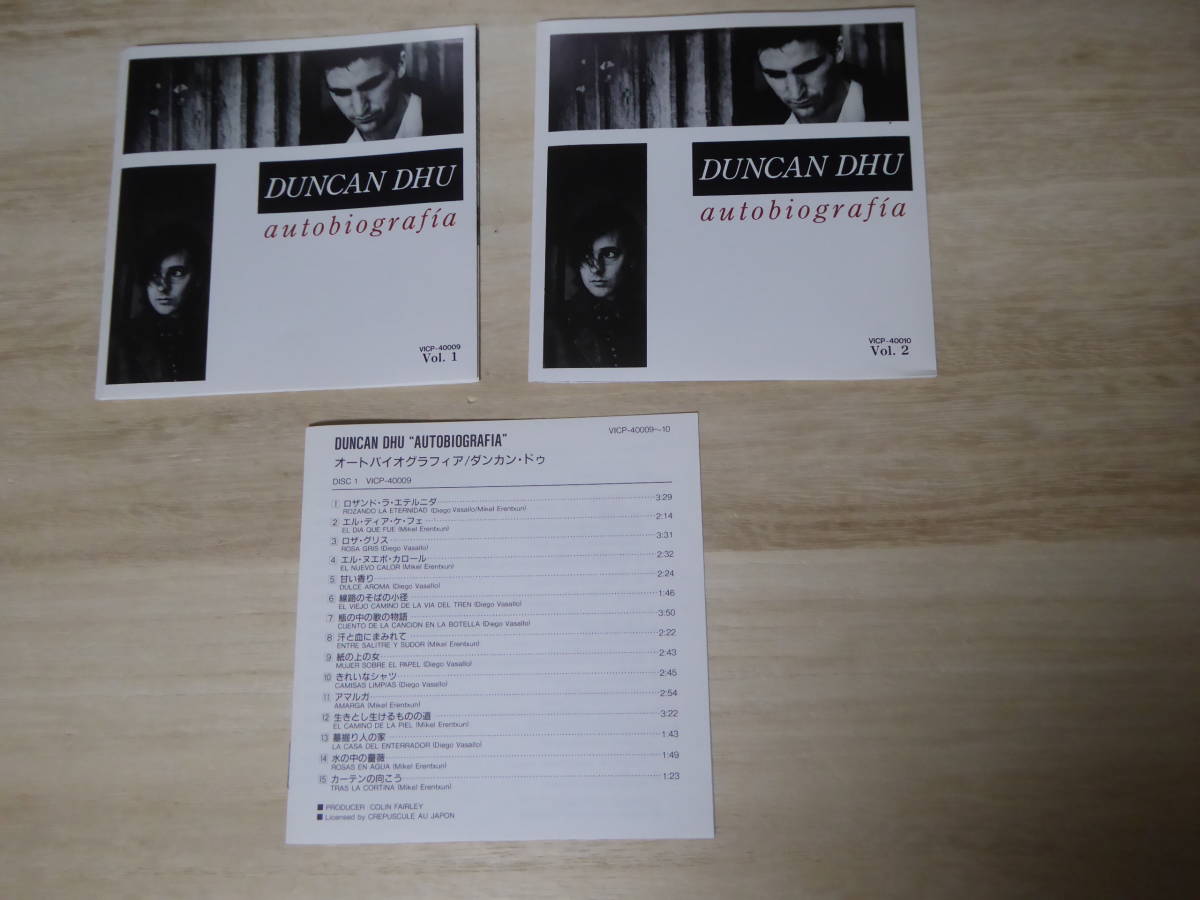 DUNCAN DHU
autobiografía
VICP-40009
Vol. 1
DUNCAN DHU
autobiografía
VICP-40010
Vol. 2
DUNCAN DHU "AUTOBIOGRAFIA"
VICP-40009〜10
オートバイオグラフィア/ダンカン・ドゥ
DISC 1 VICP-40009
1 ロザンド・ラ・エテルニダ 3:29
ROZANDO LA ETERNIDAD (Diego Vasallo/Mikel Erentxun)
2 エル・ディア・ケ・フェ 2:14
EL DIA QUE FUE (Mikel Erentxun)
3 ロザ・グリス 3:31
ROSA GRIS (Diego Vasallo)
4 エル・ヌエボ・カロール 2:32
EL NUEVO CALOR (Mikel Erentxun)
5 甘い香り 2:24
DULCE AROMA (Diego Vasallo)
6 線路のそばの小径 1:46
EL VIEJO CAMINO DE LA VIA DEL TREN (Diego Vasallo)
7 瓶の中の歌の物語 3:50
CUENTO DE LA CANCION EN LA BOTELLA (Diego Vasallo)
8 汗と血にまみれて 2:22
ENTRE SALITRE Y SUDOR (Mikel Erentxun)
9 紙の上の女 2:43
MUJER SOBRE EL PAPEL (Diego Vasallo)
10 きれいなシャツ 2:45
CAMISAS LIMPIAS (Diego Vasallo)
11 アマルガ 2:54
AMARGA (Mikel Erentxun)
12 生きとし生けるものの道 3:22
EL CAMINO DE LA PIEL (Mikel Erentxun)
13 墓掘り人の家 1:43
LA CASA DEL ENTERRADOR (Diego Vasallo)
14 水の中の薔薇 1:49
ROSAS EN AGUA (Mikel Erentxun)
15 カーテンの向こう 1:23
TRAS LA CORTINA (Mikel Erentxun)
■ PRODUCER : COLIN FAIRLEY
■ Licensed by CREPUSCULE AU JAPON